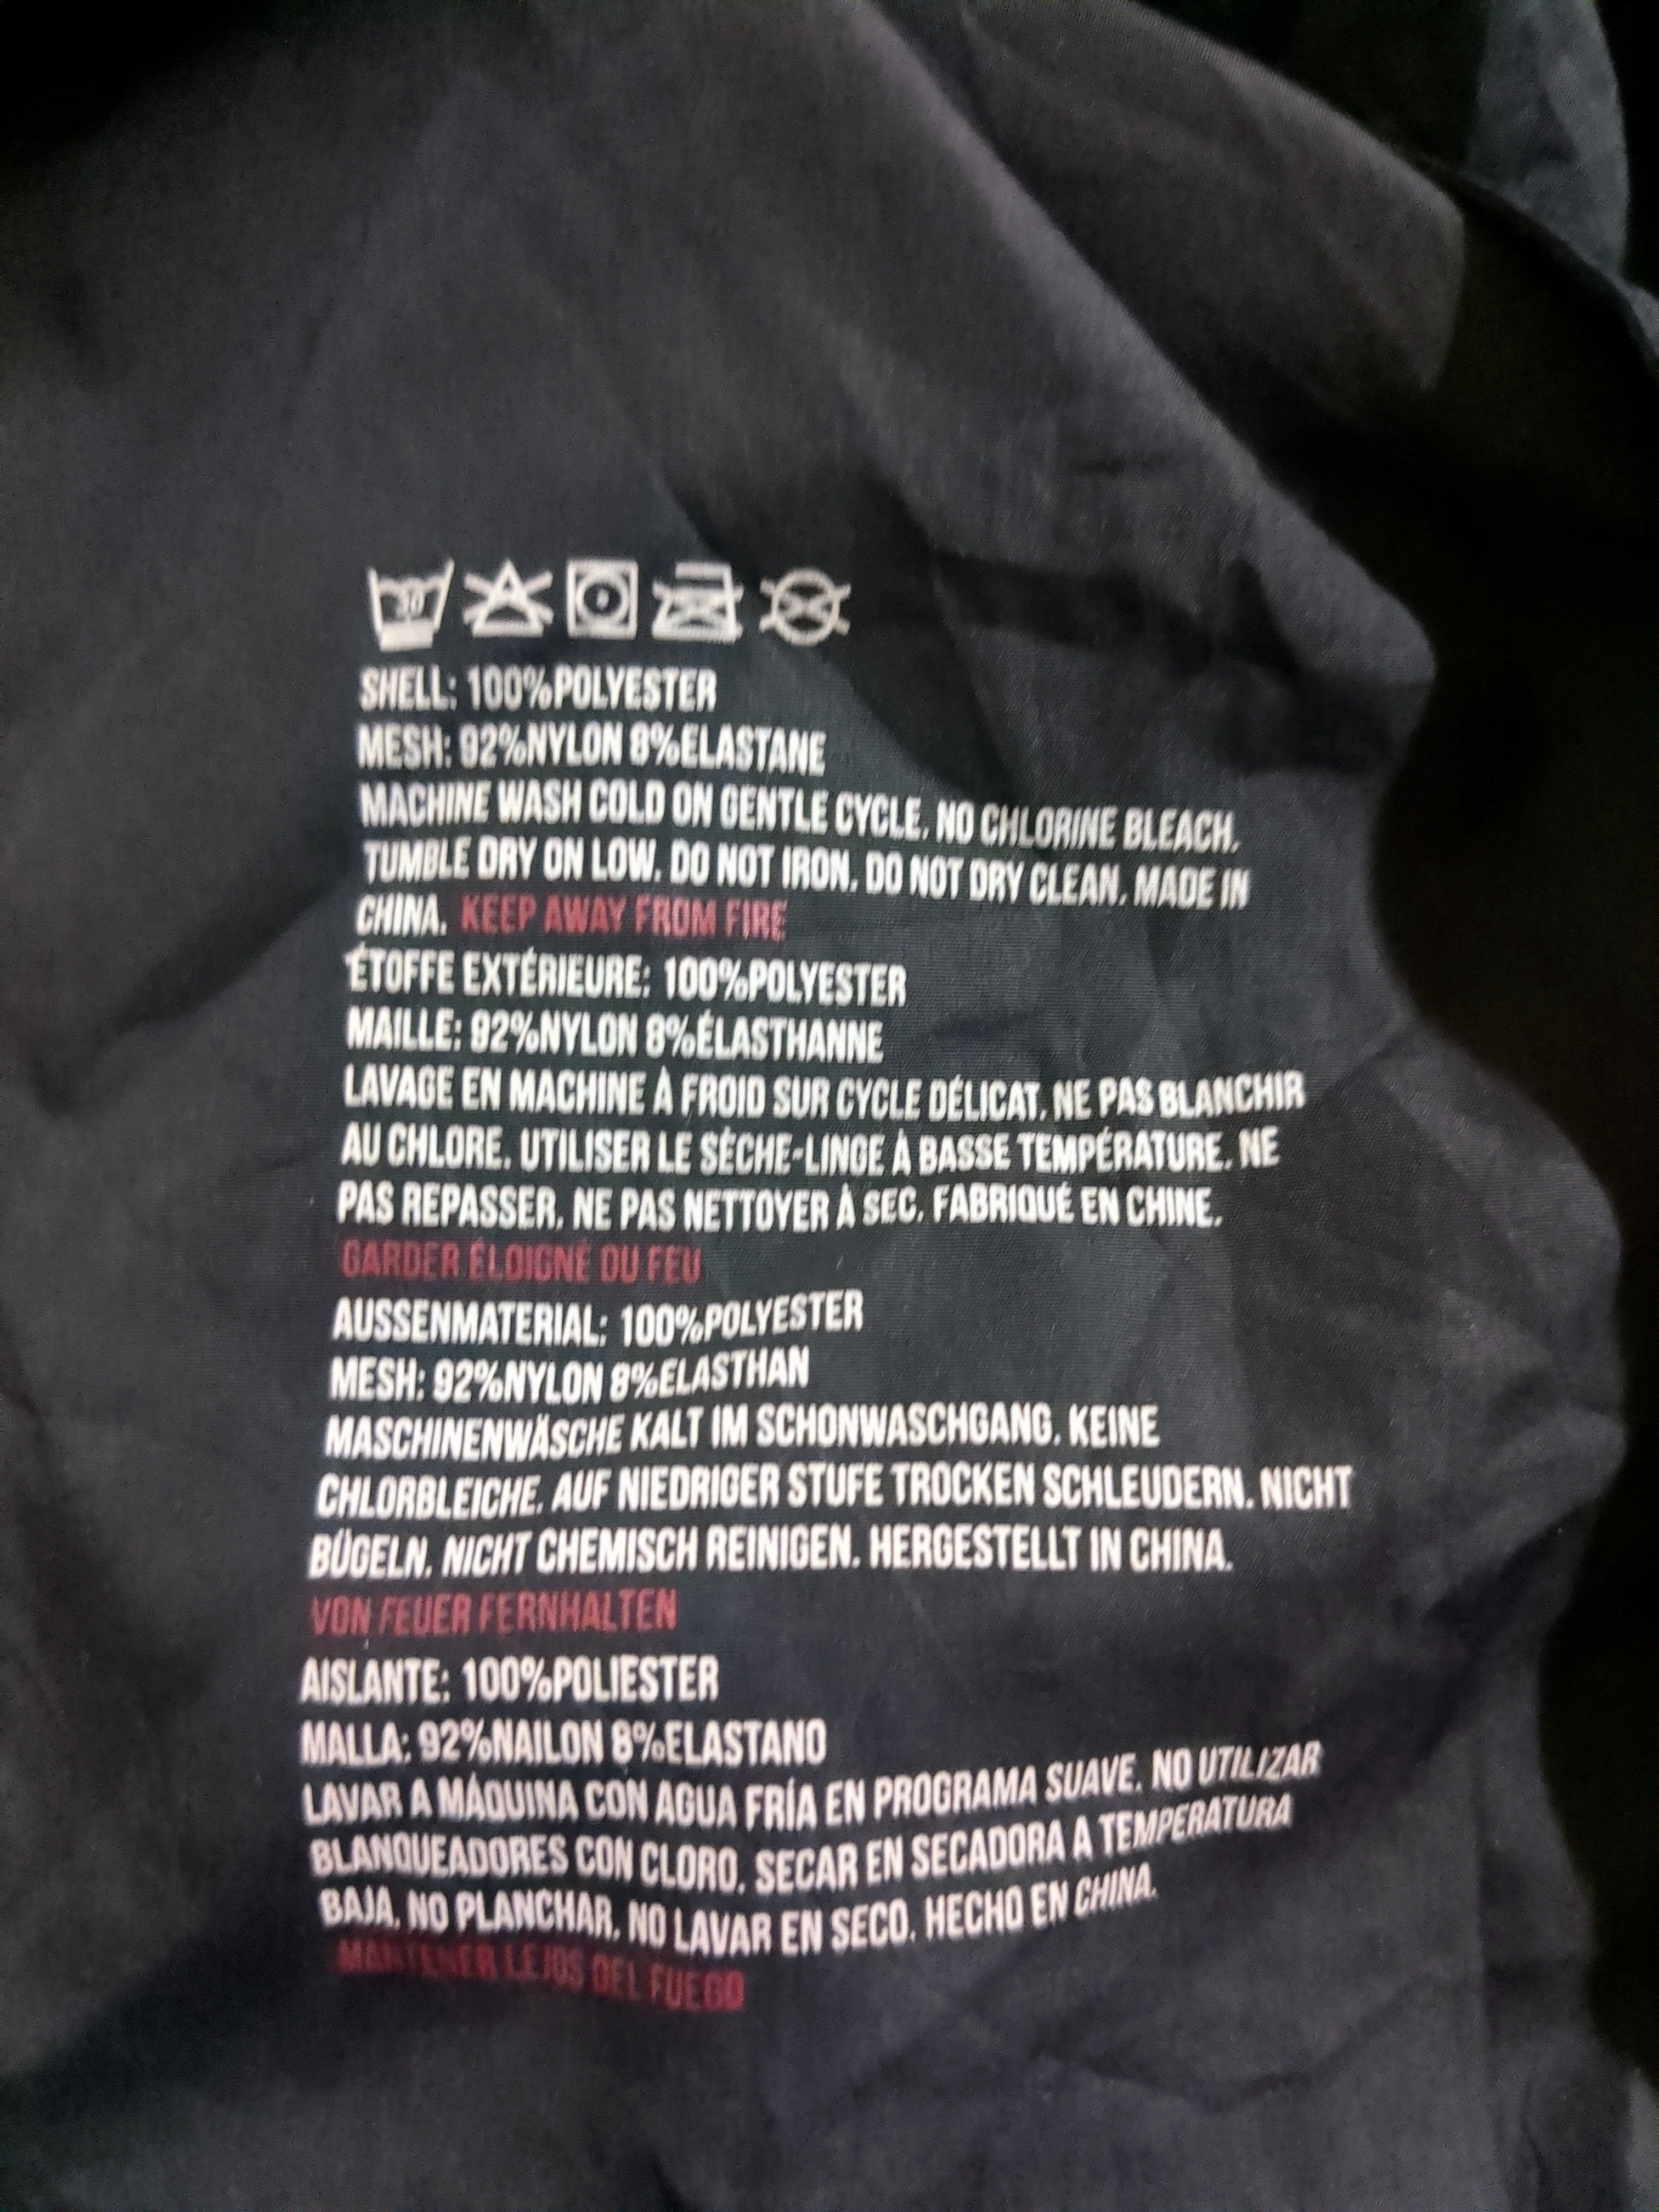 30
SHELL: 100%POLYESTER
MESH: 92%NYLON 8%ELASTANE
MACHINE WASH COLD ON GENTLE CYCLE. NO CHLORINE BLEACH.
TUMBLE DRY ON LOW. DO NOT IRON. DO NOT DRY CLEAN. MADE IN
CHINA. KEEP AWAY FROM FIRE
ÉTOFFE EXTÉRIEURE: 100%POLYESTER
MAILLE: 92%NYLON 8%ÉLASTHANNE
LAVAGE EN MACHINE À FROID SUR CYCLE DÉLICAT. NE PAS BLANCHIR
AU CHLORE. UTILISER LE SÈCHE-LINGE À BASSE TEMPÉRATURE. NE
PAS REPASSER. NE PAS NETTOYER À SEC. FABRIQUÉ EN CHINE.
GARDER ÉLOIGNÉ DU FEU
AUSSENMATERIAL: 100%POLYESTER
MESH: 92%NYLON 8%ELASTHAN
MASCHINENWÄSCHE KALT IM SCHONWASCHGANG. KEINE
CHLORBLEICHE. AUF NIEDRIGER STUFE TROCKEN SCHLEUDERN. NICHT
BÜGELN. NICHT CHEMISCH REINIGEN. HERGESTELLT IN CHINA.
VON FEUER FERNHALTEN
AISLANTE: 100%POLIESTER
MALLA: 92%NAILON 8%ELASTANO
LAVAR A MÁQUINA CON AGUA FRÍA EN PROGRAMA SUAVE. NO UTILIZAR
BLANQUEADORES CON CLORO. SECAR EN SECADORA A TEMPERATURA
BAJA. NO PLANCHAR. NO LAVAR EN SECO. HECHO EN CHINA.
MANTENER LEJOS DEL FUEGO